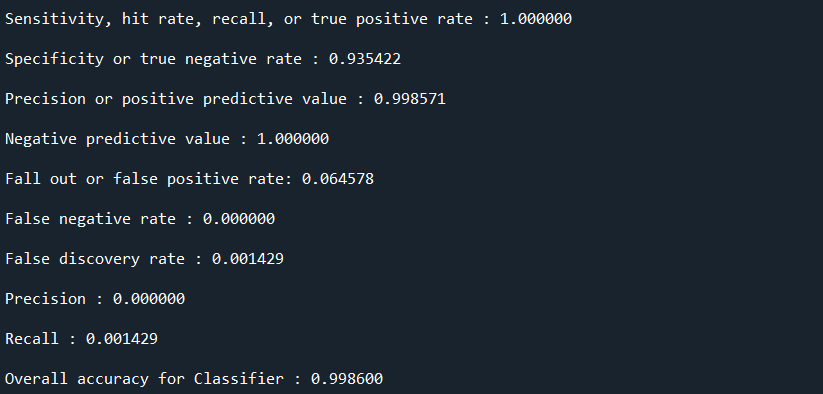 Sensitivity, hit rate, recall, or true positive rate : 1.000000
Specificity or true negative rate : 0.935422
Precision or positive predictive value : 0.998571
Negative predictive value : 1.000000
Fall out or false positive rate: 0.064578
False negative rate : 0.000000
False discovery rate : 0.001429
Precision : 0.000000
Recall : 0.001429
Overall accuracy for Classifier : 0.998600